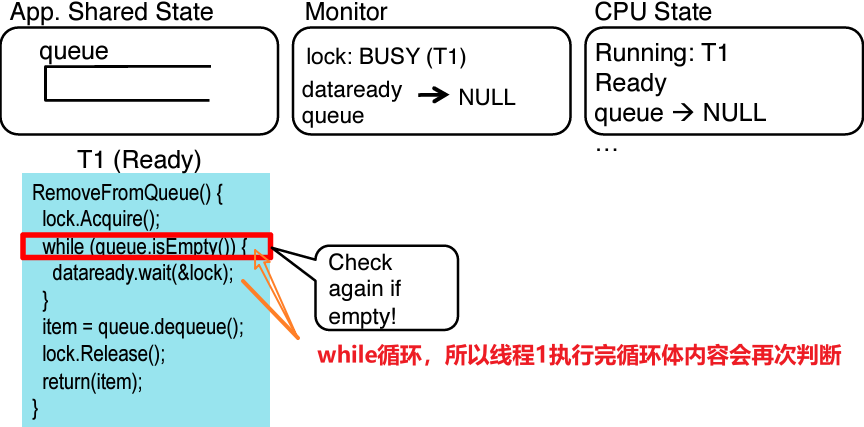 App. Shared State
Monitor
CPU State
queue
lock: BUSY (T1)
dataready
queue
NULL
Running: T1
Ready
queue → NULL
…
T1 (Ready)
RemoveFromQueue() {
lock.Acquire();
while (queue.isEmpty()) {
dataready.wait(&lock);
}
item = queue.dequeue();
lock.Release();
return(item);
}
Check
again if
empty!
while循环，所以线程1执行完循环体内容会再次判断